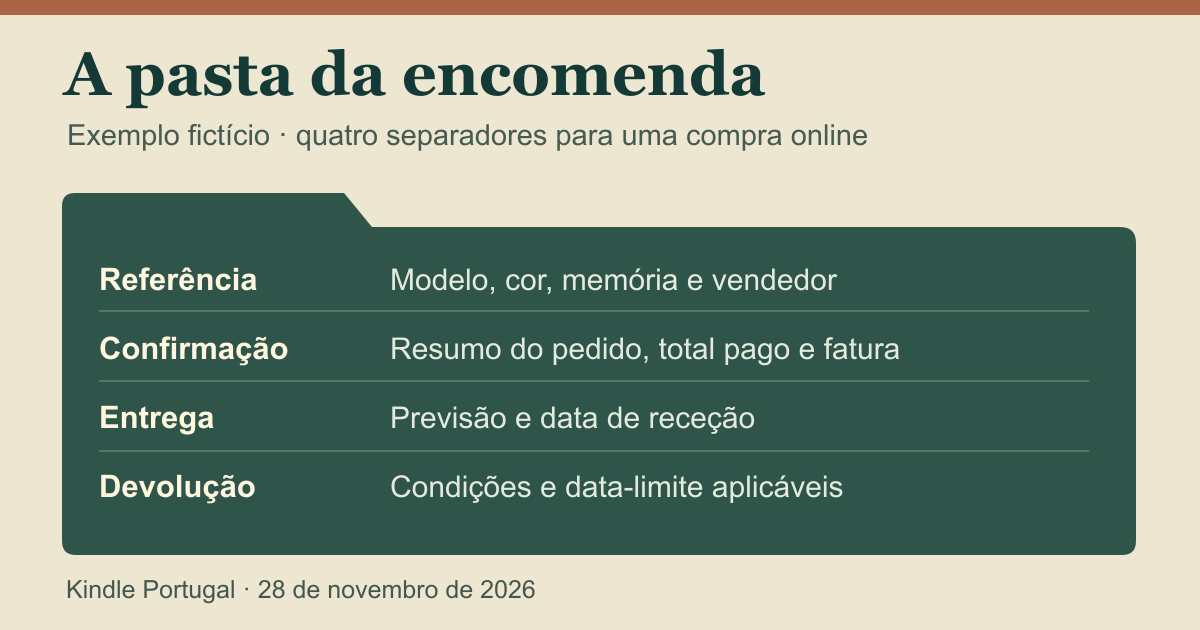 A pasta da encomenda
Exemplo fictício · quatro separadores para uma compra online
Referência Modelo, cor, memória e vendedor
Confirmação Resumo do pedido, total pago e fatura
Entrega Previsão e data de receção
Devolução Condições e data-limite aplicáveis
Kindle Portugal · 28 de novembro de 2026